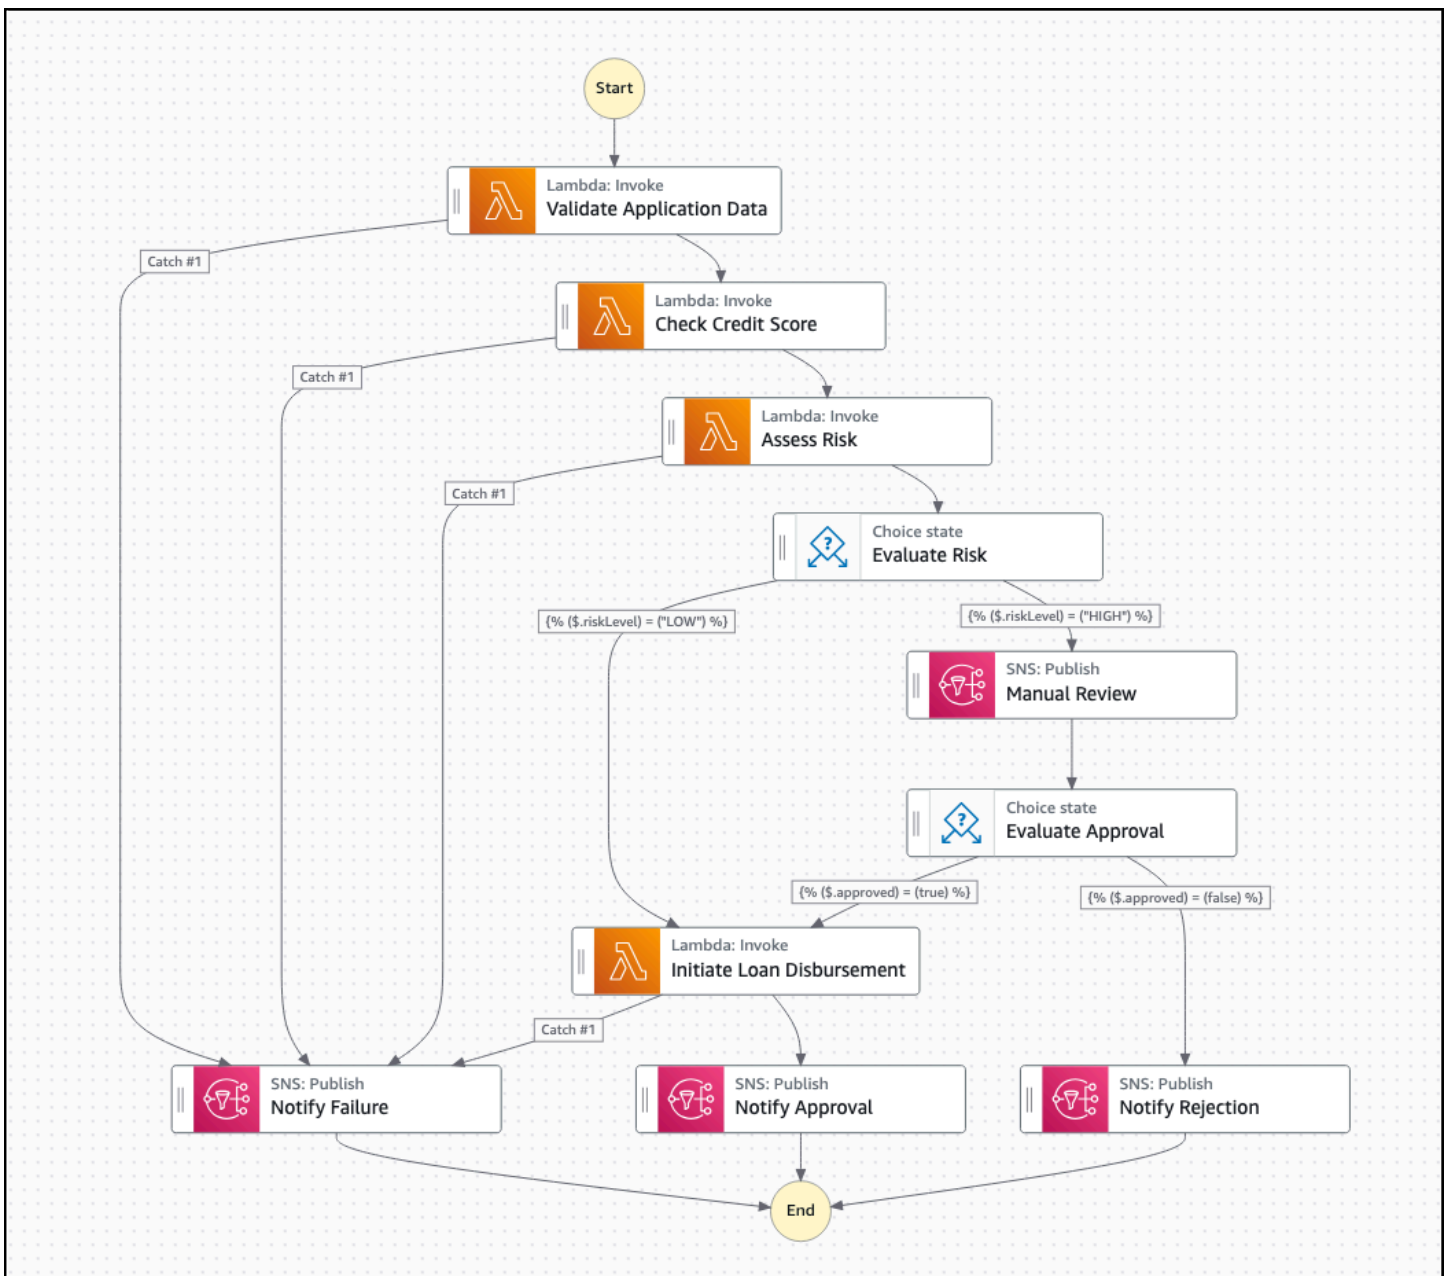 Start
Lambda: Invoke
Validate Application Data
Catch #1
Lambda: Invoke
Check Credit Score
Catch #1
Lambda: Invoke
Assess Risk
Catch #1
Choice state
Evaluate Risk
{% ($.riskLevel) = ("LOW") %}
{% ($.riskLevel) = ("HIGH") %}
SNS: Publish
Manual Review
Choice state
Evaluate Approval
{% ($.approved) = (true) %}
{% ($.approved) = (false) %}
Lambda: Invoke
Initiate Loan Disbursement
Catch #1
SNS: Publish
Notify Failure
SNS: Publish
Notify Approval
SNS: Publish
Notify Rejection
End